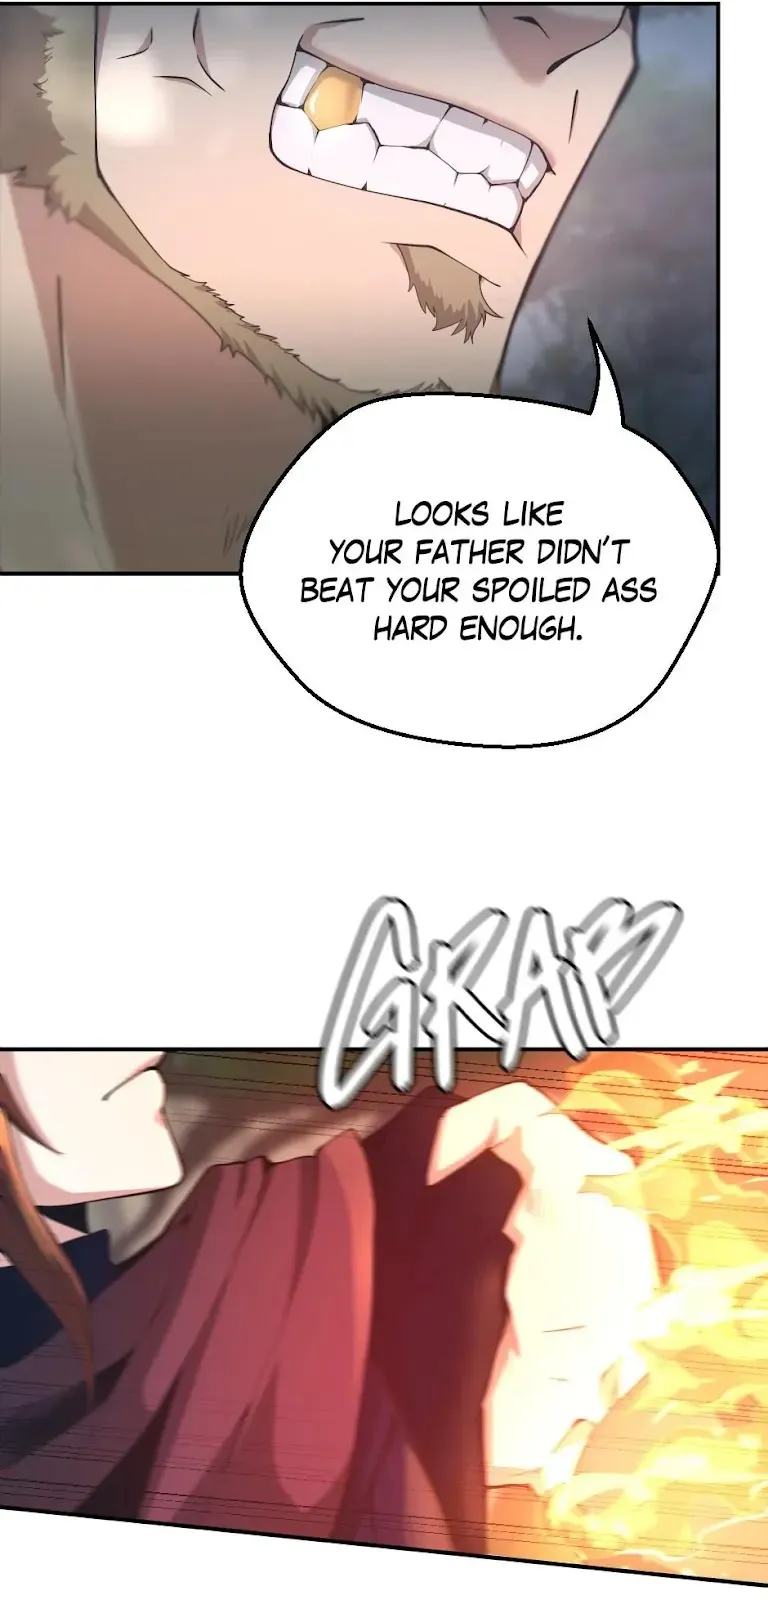 LOOKS LIKE
YOUR FATHER DIDN'T
BEAT YOUR SPOILED ASS
HARD ENOUGH.
GRAB